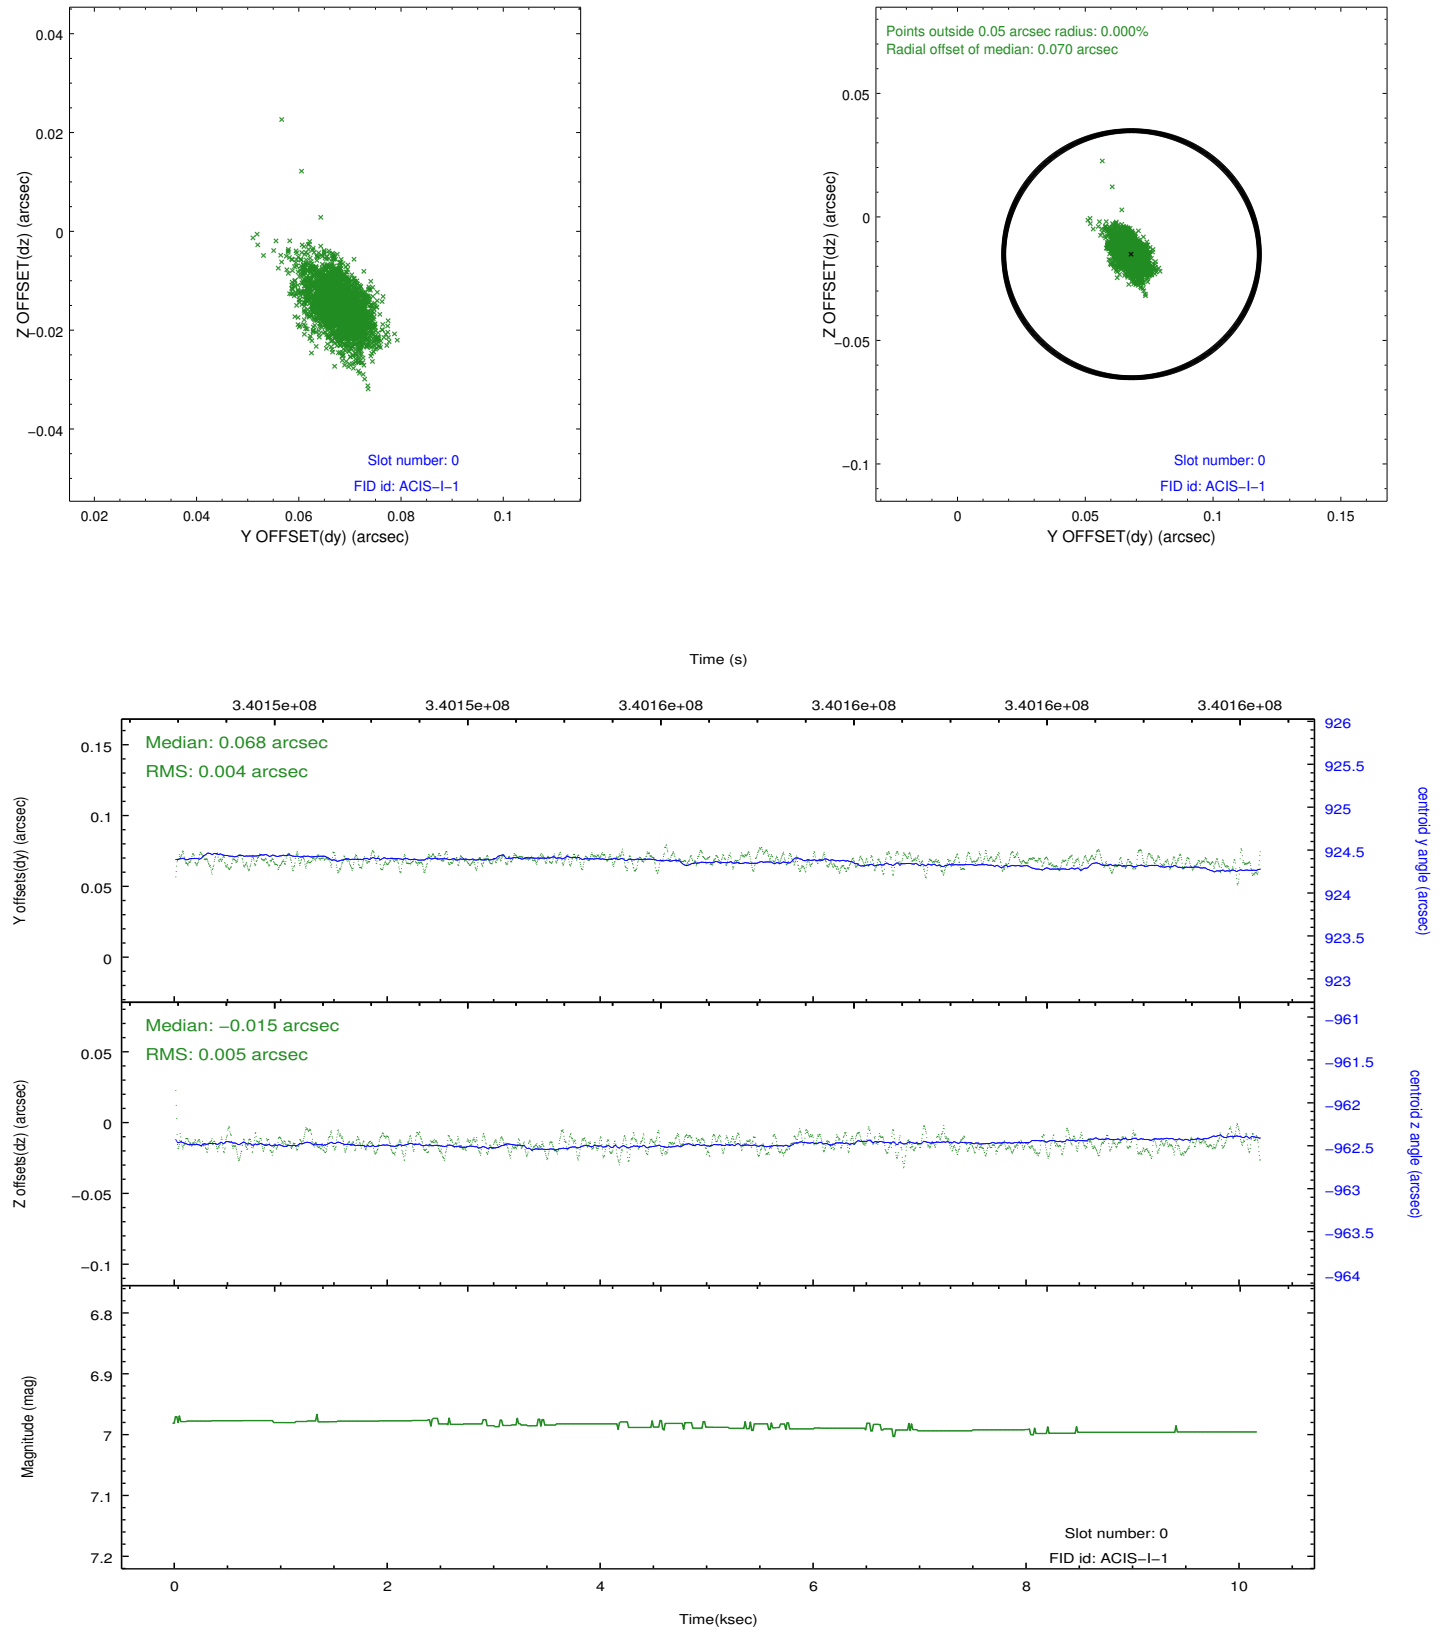 0.04
0.02
0
−0.02
−0.04
Z OFFSET(dz) (arcsec)
Slot number: 0
FID id: ACIS−I−1
0.02 0.04 0.06 0.08 0.1
Y OFFSET(dy) (arcsec)
Points outside 0.05 arcsec radius: 0.000%
Radial offset of median: 0.070 arcsec
0.05
0
−0.05
−0.1
Z OFFSET(dz) (arcsec)
Slot number: 0
FID id: ACIS−I−1
0 0.05 0.1 0.15
Y OFFSET(dy) (arcsec)
Time (s)
3.4015e+08 3.4015e+08 3.4016e+08 3.4016e+08 3.4016e+08 3.4016e+08
Median: 0.068 arcsec
RMS: 0.004 arcsec
0.15
0.1
0.05
0
Y offsets(dy) (arcsec)
926
925.5
925
924.5
924
923.5
923
centroid y angle (arcsec)
Median: −0.015 arcsec
RMS: 0.005 arcsec
0.05
0
−0.05
−0.1
Z offsets(dz) (arcsec)
−961
−961.5
−962
−962.5
−963
−963.5
−964
centroid z angle (arcsec)
6.8
6.9
7
7.1
7.2
Magnitude (mag)
Slot number: 0
FID id: ACIS−I−1
0 2 4 6 8 10
Time(ksec)